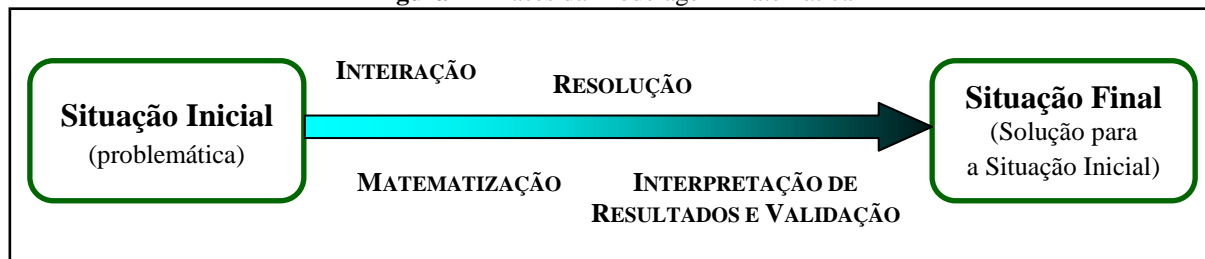 INTEIRAÇÃO
RESOLUÇÃO
Situação Inicial
(problemática)
Situação Final
(Solução para
a Situação Inicial)
MATEMATIZAÇÃO
INTERPRETAÇÃO DE
RESULTADOS E VALIDAÇÃO